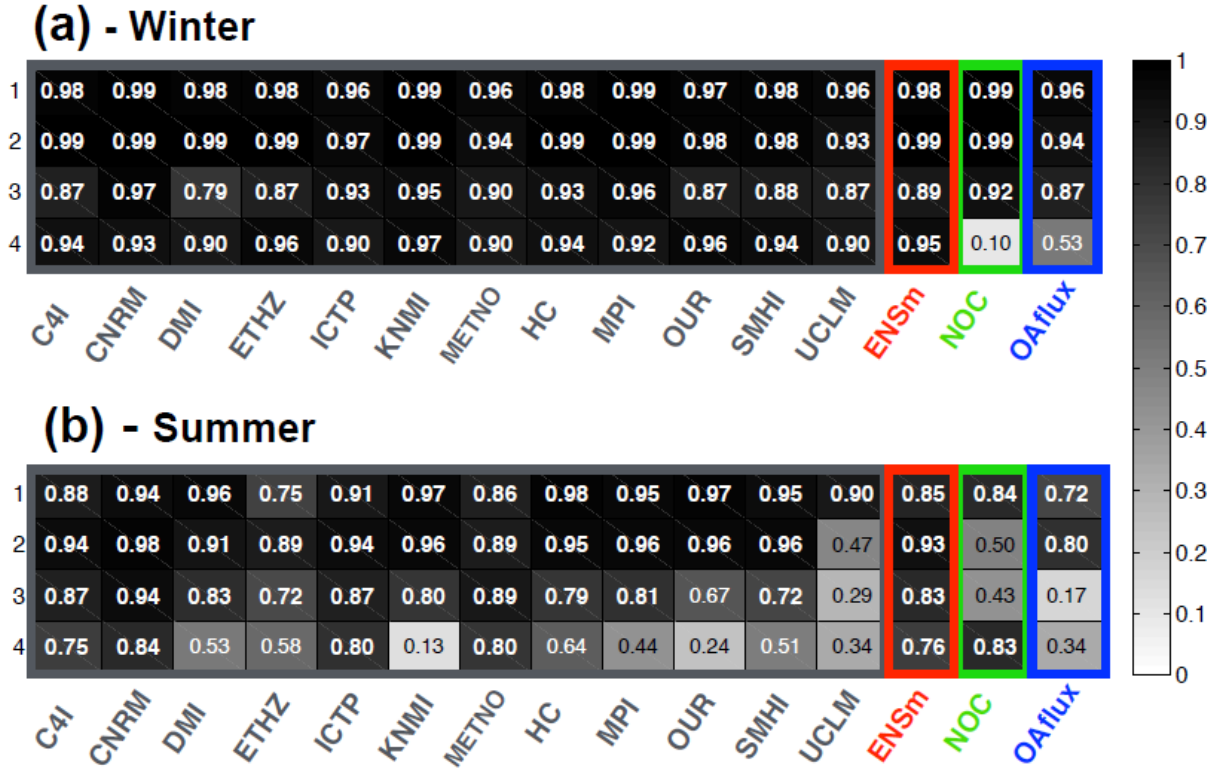 (a) - Winter
1 0.98 0.99 0.98 0.98 0.96 0.99 0.96 0.98 0.99 0.97 0.98 0.96 0.98 0.99 0.96
2 0.99 0.99 0.99 0.99 0.97 0.99 0.94 0.99 0.99 0.98 0.98 0.93 0.99 0.99 0.94
3 0.87 0.97 0.79 0.87 0.93 0.95 0.90 0.93 0.96 0.87 0.88 0.87 0.89 0.92 0.87
4 0.94 0.93 0.90 0.96 0.90 0.97 0.90 0.94 0.92 0.96 0.94 0.90 0.95 0.10 0.53
C4I CNRM DMI ETHZ ICTP KNMI METNO HC MPI OUR SMHI UCLM ENSm NOC OAflux
(b) - Summer
1 0.88 0.94 0.96 0.75 0.91 0.97 0.86 0.98 0.95 0.97 0.95 0.90 0.85 0.84 0.72
2 0.94 0.98 0.91 0.89 0.94 0.96 0.89 0.95 0.96 0.96 0.96 0.47 0.93 0.50 0.80
3 0.87 0.94 0.83 0.72 0.87 0.80 0.89 0.79 0.81 0.67 0.72 0.29 0.83 0.43 0.17
4 0.75 0.84 0.53 0.58 0.80 0.13 0.80 0.64 0.44 0.24 0.51 0.34 0.76 0.83 0.34
C4I CNRM DMI ETHZ ICTP KNMI METNO HC MPI OUR SMHI UCLM ENSm NOC OAflux
1
0.9
0.8
0.7
0.6
0.5
0.4
0.3
0.2
0.1
0